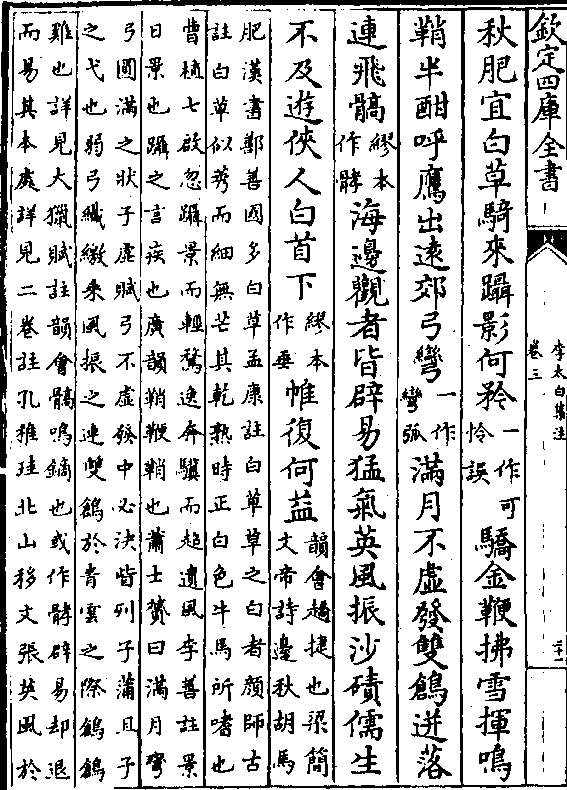 欽定四庫全書
李太白集注
卷三
二十一
秋肥宜白草騎來躡影何矜一作可怜誤驕金鞭拂雪揮鳴
鞘半酣呼鷹出遠郊弓彎一作彎弧滿月不虛發雙鶬迸落
連飛髇繆本作髐海邊觀者皆辟易猛氣英風振沙磧儒生
不及遊俠人白首下繆本作垂帷復何益韻會趫捷也梁簡文帝詩邊秋胡馬
肥漢書鄯善國多白草孟康註白草草之白者顏師古
註白草似莠而細無芒其乾熟時正白色牛馬所嗜也
曹植七啟忽躡景而輕騖逸奔驥而超遺風李善註景
日景也躡之言疾也廣韻鞘鞭鞘也蕭士贇曰滿月彎
弓圓滿之狀子虛賦弓不虛發中必決眥列子蒲且子
之弋也弱弓纖繳乘風振之連雙鶬於青雲之際鶬鶬
雞也詳見大獵賦註韻會髇鳴鏑也或作髐辟易却退
而易其本處詳見二卷註孔稚珪北山移文張英風於